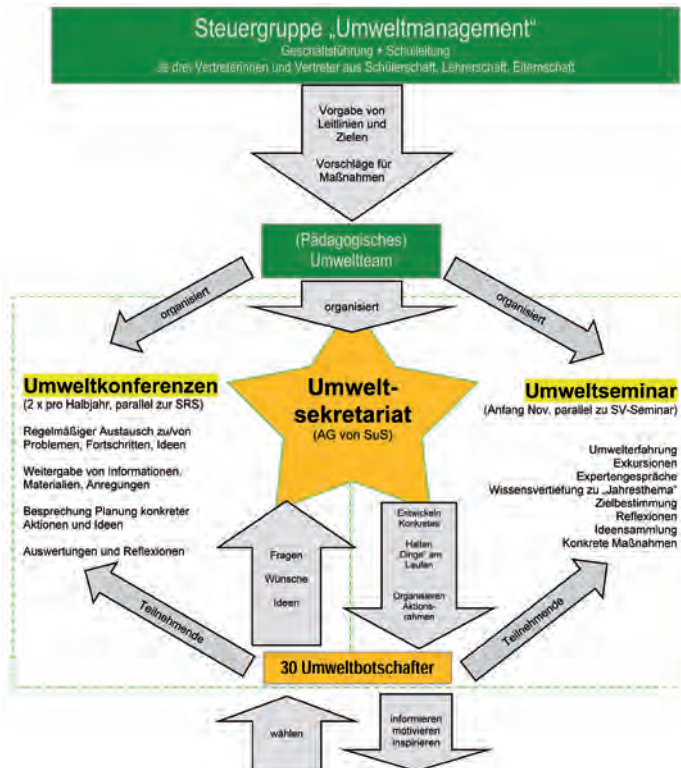 Steuergruppe „Umweltmanagement“
Geschäftsführung + Schulleitung
Je drei Vertreterinnen und Vertreter aus Schülerschaft, Lehrerschaft, Elternschaft
Vorgabe von
Leitlinien und
Zielen
Vorschläge für
Maßnahmen
(Pädagogisches)
Umweltteam
organisiert
organisiert
organisiert
Umweltkonferenzen
(2 x pro Halbjahr, parallel zur SRS)
Regelmäßiger Austausch zu/von
Problemen, Fortschritten, Ideen
Weitergabe von Informationen,
Materialien, Anregungen
Besprechung Planung konkreter
Aktionen und Ideen
Auswertungen und Reflexionen
Umwelt-
sekretariat
(AG von SuS)
Umweltseminar
(Anfang Nov. parallel zu SV-Seminar)
Umwelterfahrung
Exkursionen
Expertengespräche
Wissensvertiefung zu „Jahresthema“
Zielbestimmung
Reflexionen
Ideensammlung
Konkrete Maßnahmen
Fragen
Wünsche
Ideen
Entwickeln
Konkretes
Halten
„Dinge“ am
Laufen
Organisieren
Aktions-
rahmen
Teilnehmende
Teilnehmende
30 Umweltbotschafter
wählen
informieren
motivieren
inspirieren